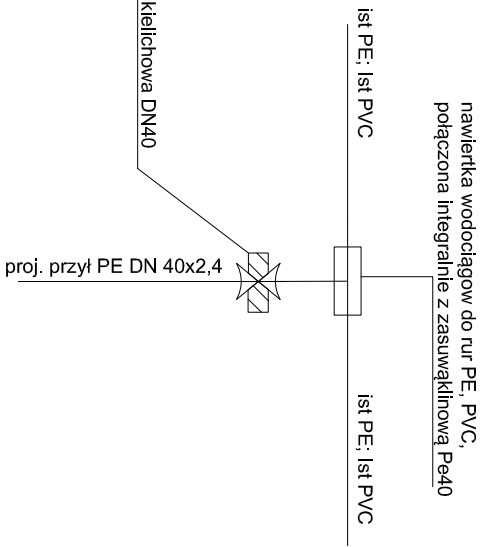 nawiertka wodociągów do rur PE, PVC,
połączona integralnie z zasuwąklinową Pe40
ist PE; Ist PVC
kielichowa DN40
proj. przył PE DN 40x2,4
ist PE; Ist PVC